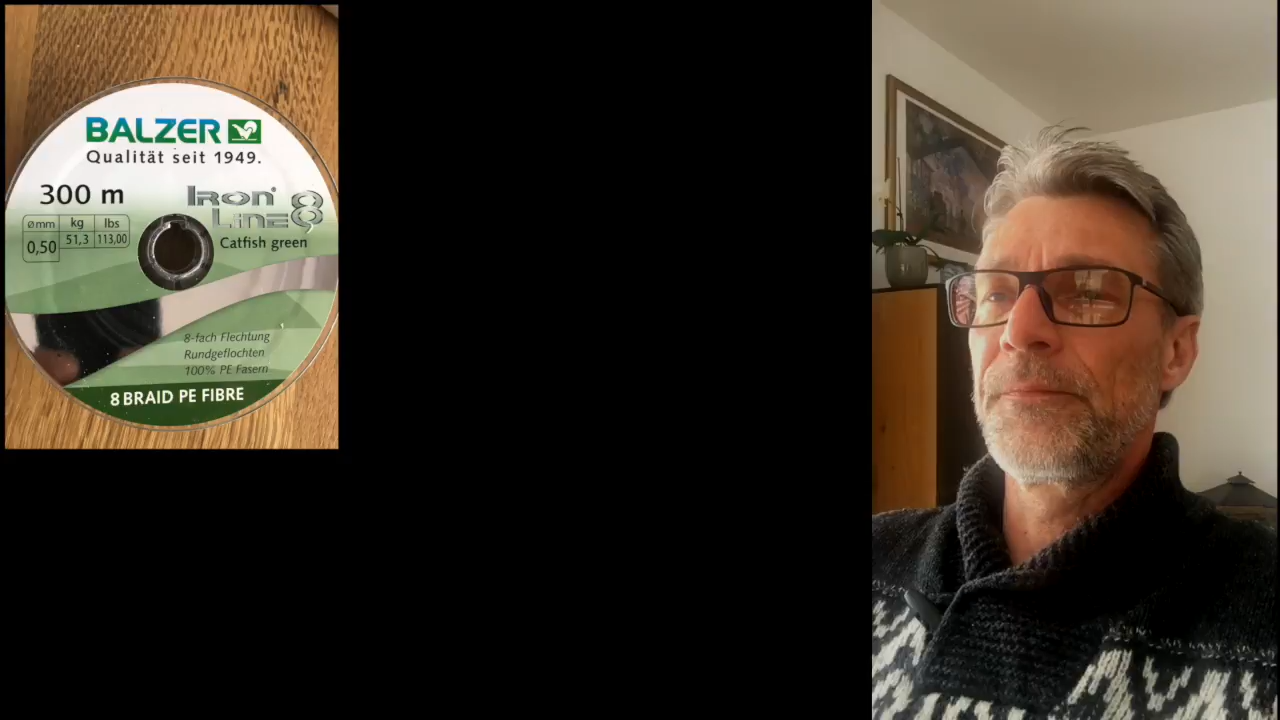 BALZER
Qualität seit 1949.
300 m
IRON LINE 8
Catfish green
ømm kg lbs
0,50 51,3 113,00
8-fach Flechtung
Rundgeflochten
100% PE Fasern
8 BRAID PE FIBRE